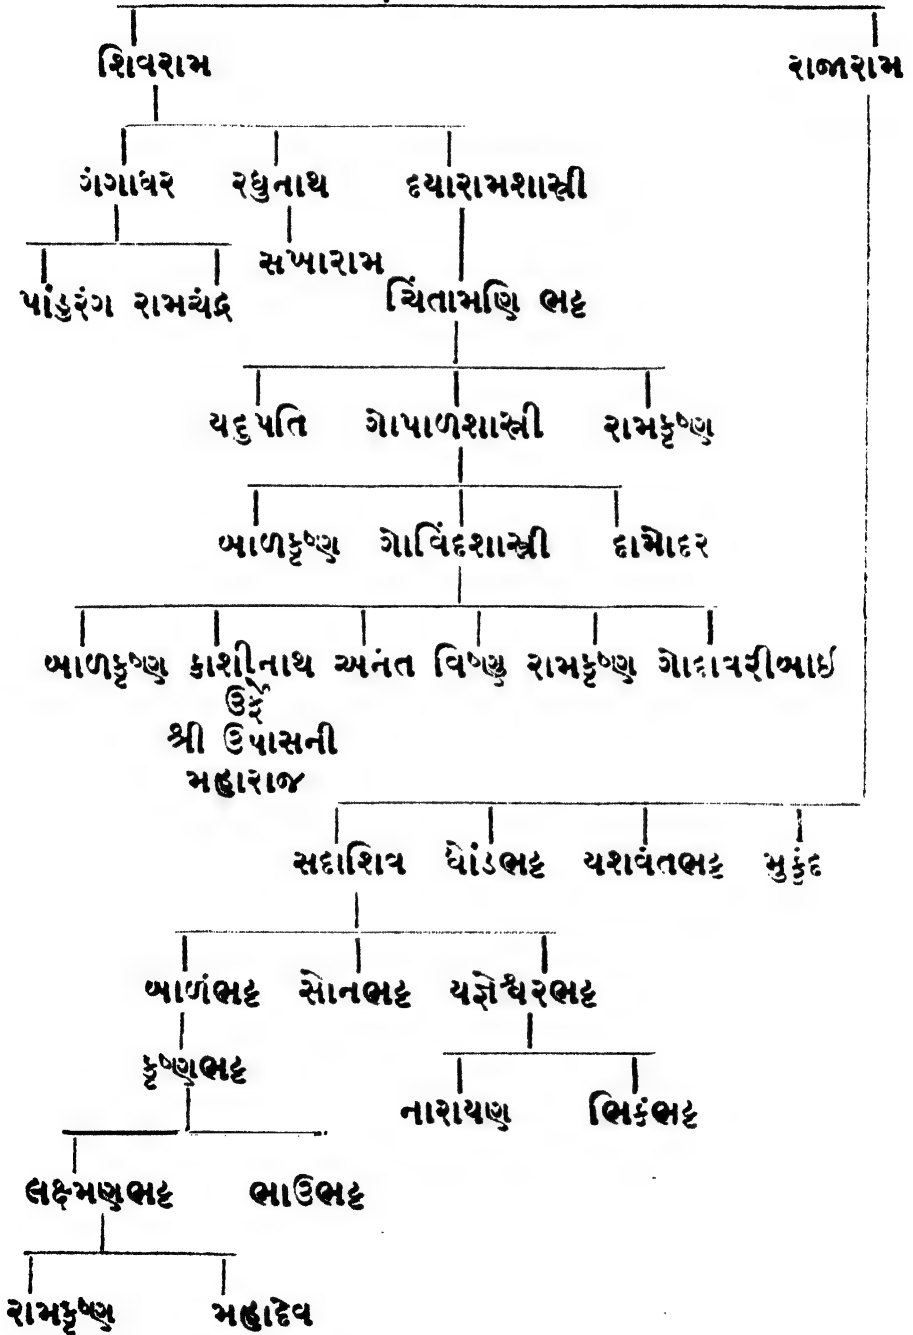 શિવરામ રાજારામ
ગંગાધર રઘુનાથ દયારામશાસ્ત્રી
સખારામ
પાંડુરંગ રામચંદ્ર ચિંતામણિ ભટ્ટ
યદુપતિ ગોપાળશાસ્ત્રી રામકૃષ્ણ
બાળકૃષ્ણ ગોવિંદશાસ્ત્રી દામોદર
બાળકૃષ્ણ કાશીનાથ અનંત વિષ્ણુ રામકૃષ્ણ ગોદાવરીબાઇ
ઉર્ફે
શ્રી ઉપાસની
મહારાજ
સદાશિવ ધોંડભટ્ટ યશવંતભટ્ટ મુકુંદ
બાળંભટ્ટ સોનભટ્ટ યજ્ઞેશ્વરભટ્ટ
કૃષ્ણભટ્ટ
નારાયણ ભિકંભટ્ટ
લક્ષ્મણભટ્ટ ભાઉભટ્ટ
રામકૃષ્ણ મહાદેવ